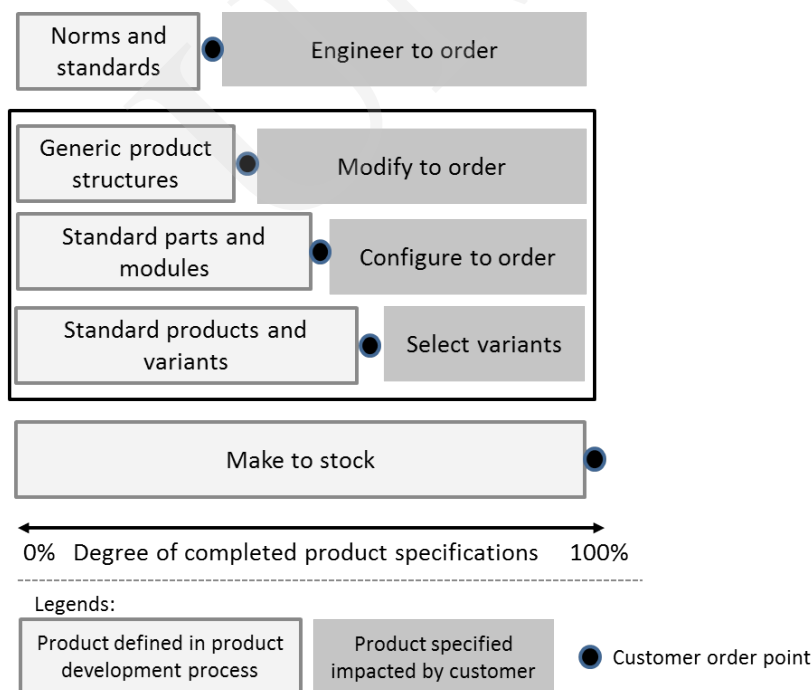 Norms and
standards
Engineer to order
Generic product
structures
Modify to order
Standard parts and
modules
Configure to order
Standard products and
variants
Select variants
Make to stock
0% Degree of completed product specifications 100%
Legends:
Product defined in product
development process
Product specified
impacted by customer
Customer order point